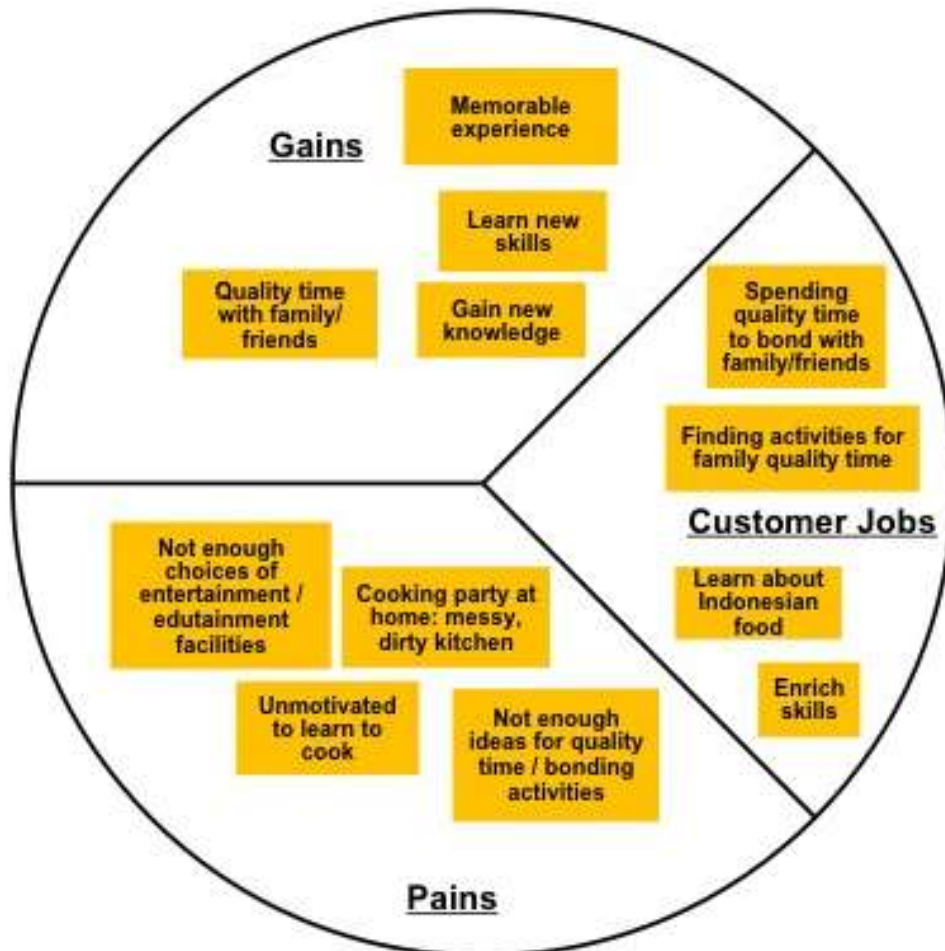 Gains
Memorable
experience
Learn new
skills
Quality time
with family/
friends
Gain new
knowledge
Spending
quality time
to bond with
family/friends
Finding activities for
family quality time
Customer Jobs
Learn about
Indonesian
food
Enrich
skills
Not enough
choices of
entertainment /
edutainment
facilities
Cooking party at
home: messy,
dirty kitchen
Unmotivated
to learn to
cook
Not enough
ideas for quality
time / bonding
activities
Pains